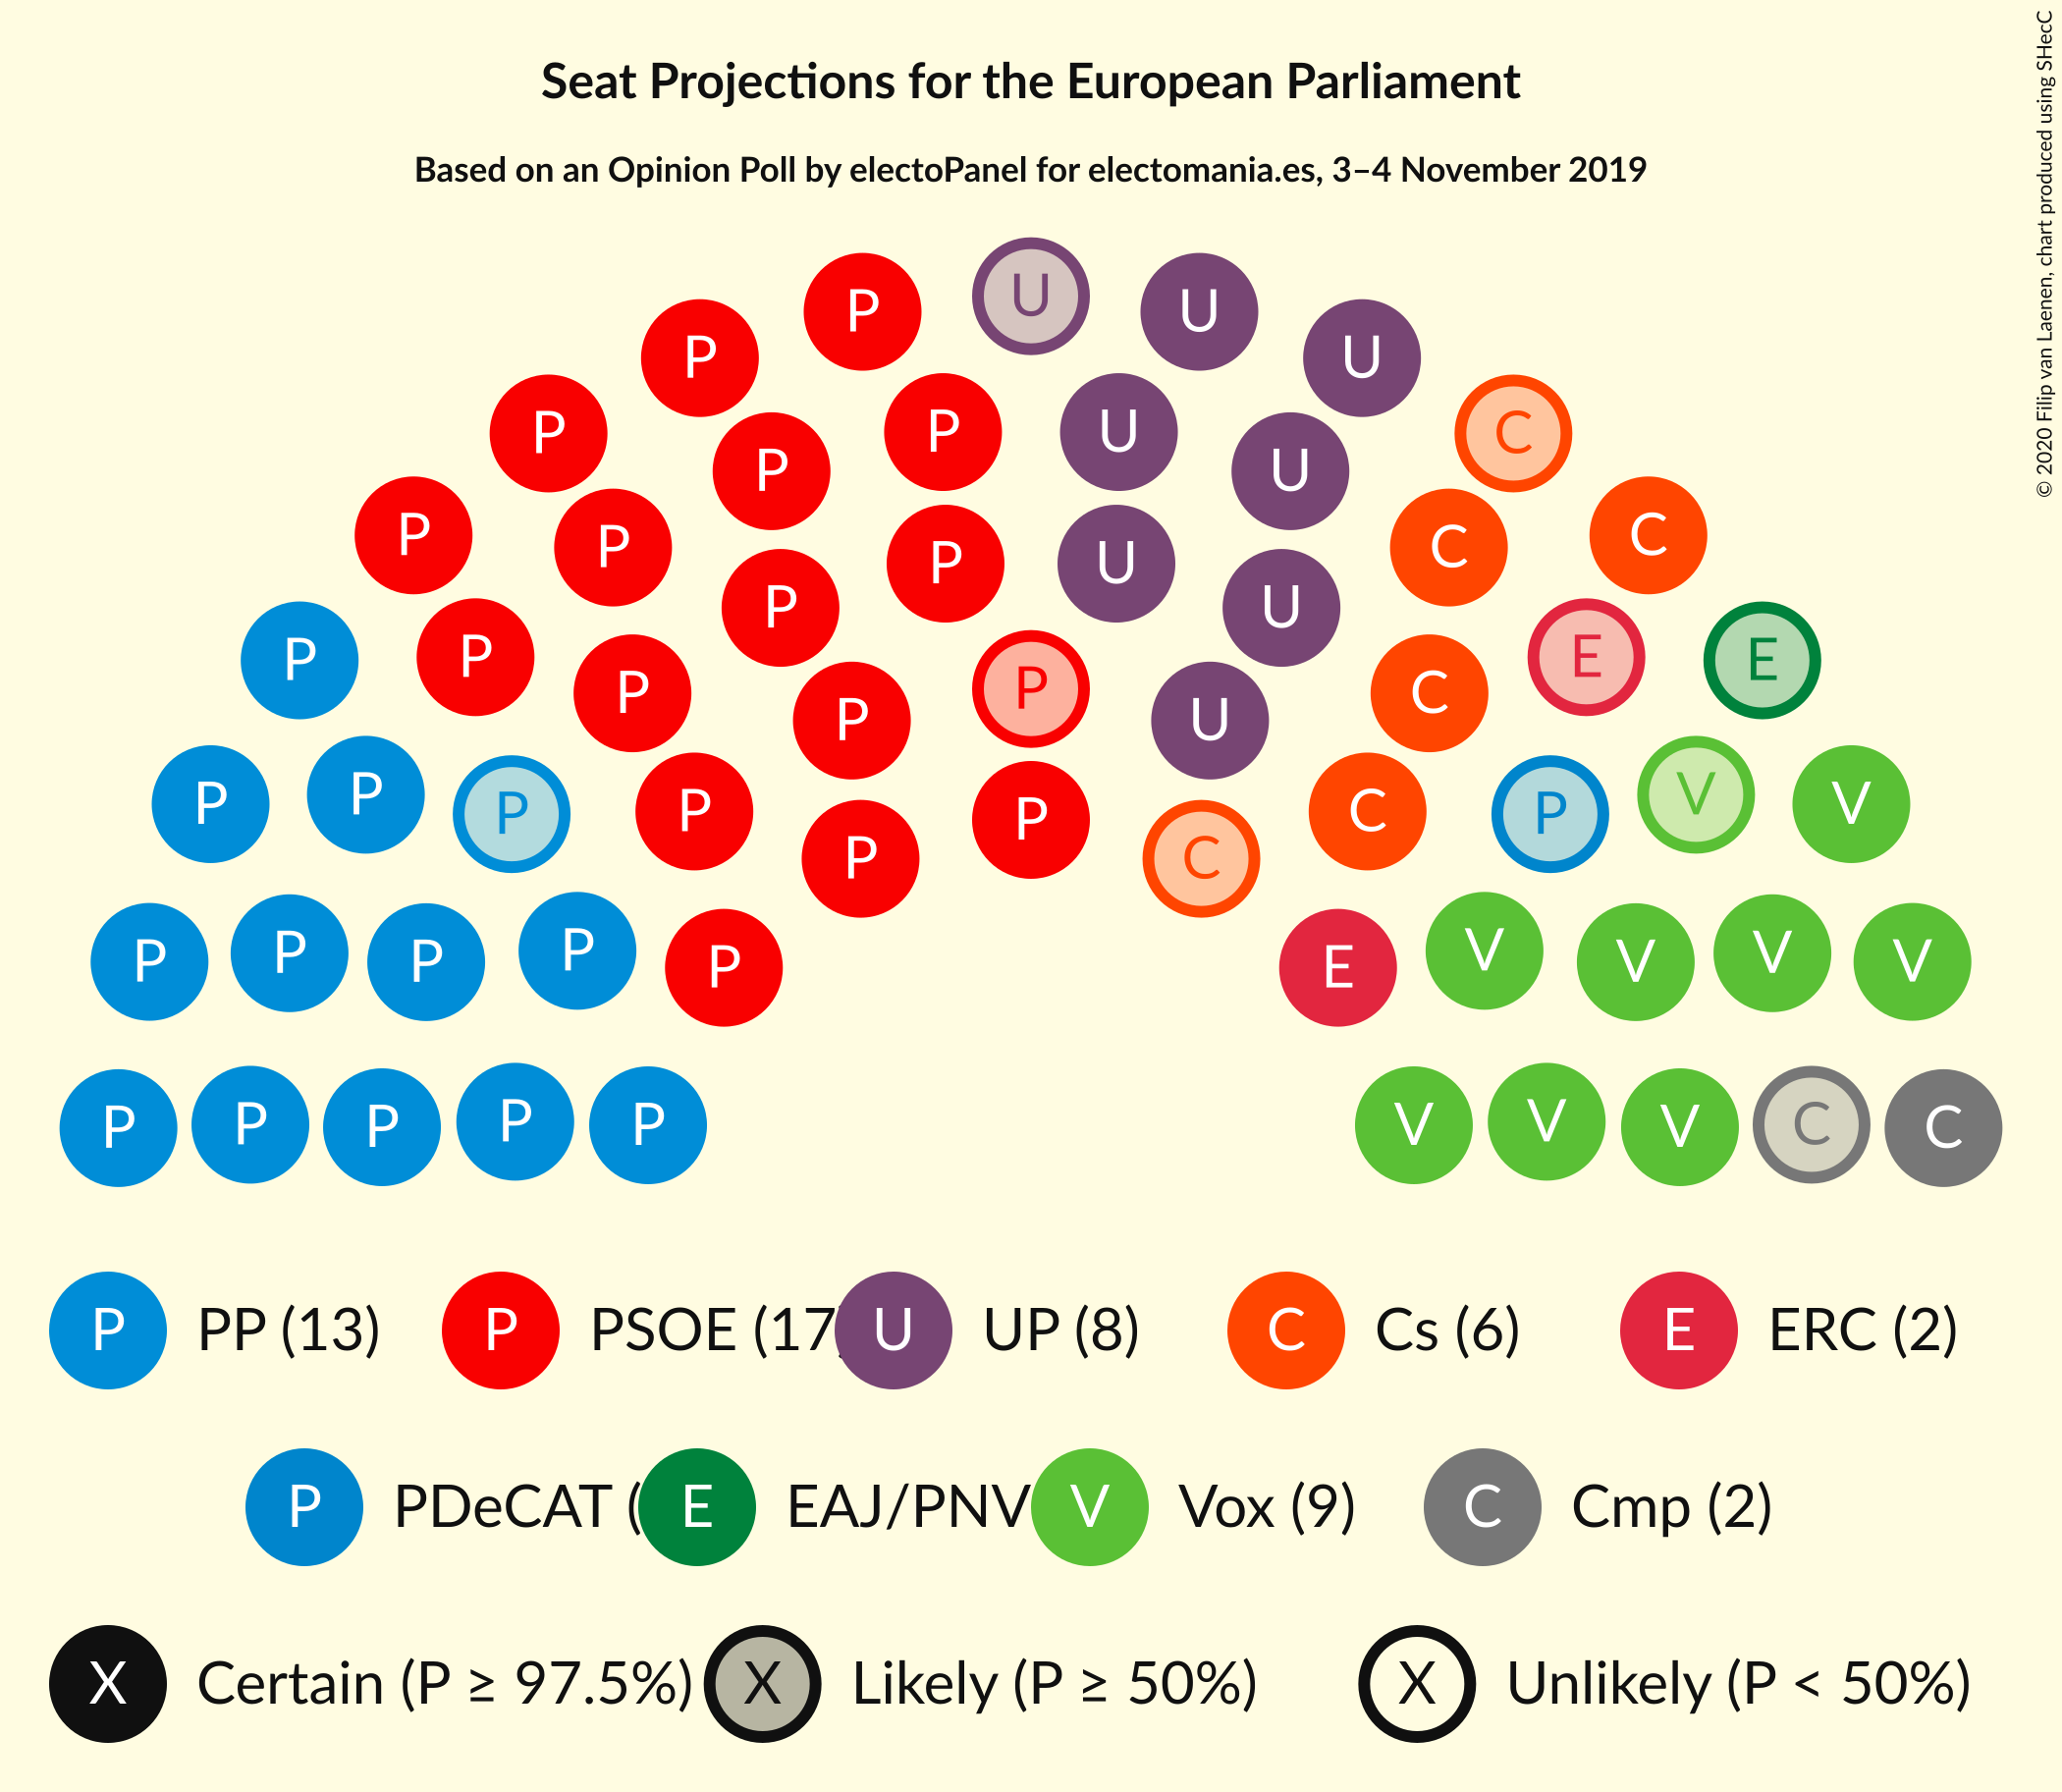 Seat Projections for the European Parliament
Based on an Opinion Poll by electoPanel for electomania.es, 3–4 November 2019
© 2020 Filip van Laenen, chart produced using SHecC
U
P U
P U
P C
P U
P U
P C
P C
P U
P U
P E
P E
P C
P P
P U
P V
P V
P C
P P
P
P C
P V
P V
P V
P V
P E
P P P P P V V V C C
P PP (13) P PSOE (17 U UP (8) C Cs (6) E ERC (2)
P PDeCAT ( E EAJ/PNV V Vox (9) C Cmp (2)
X Certain (P ≥ 97.5%) X Likely (P ≥ 50%) X Unlikely (P < 50%)